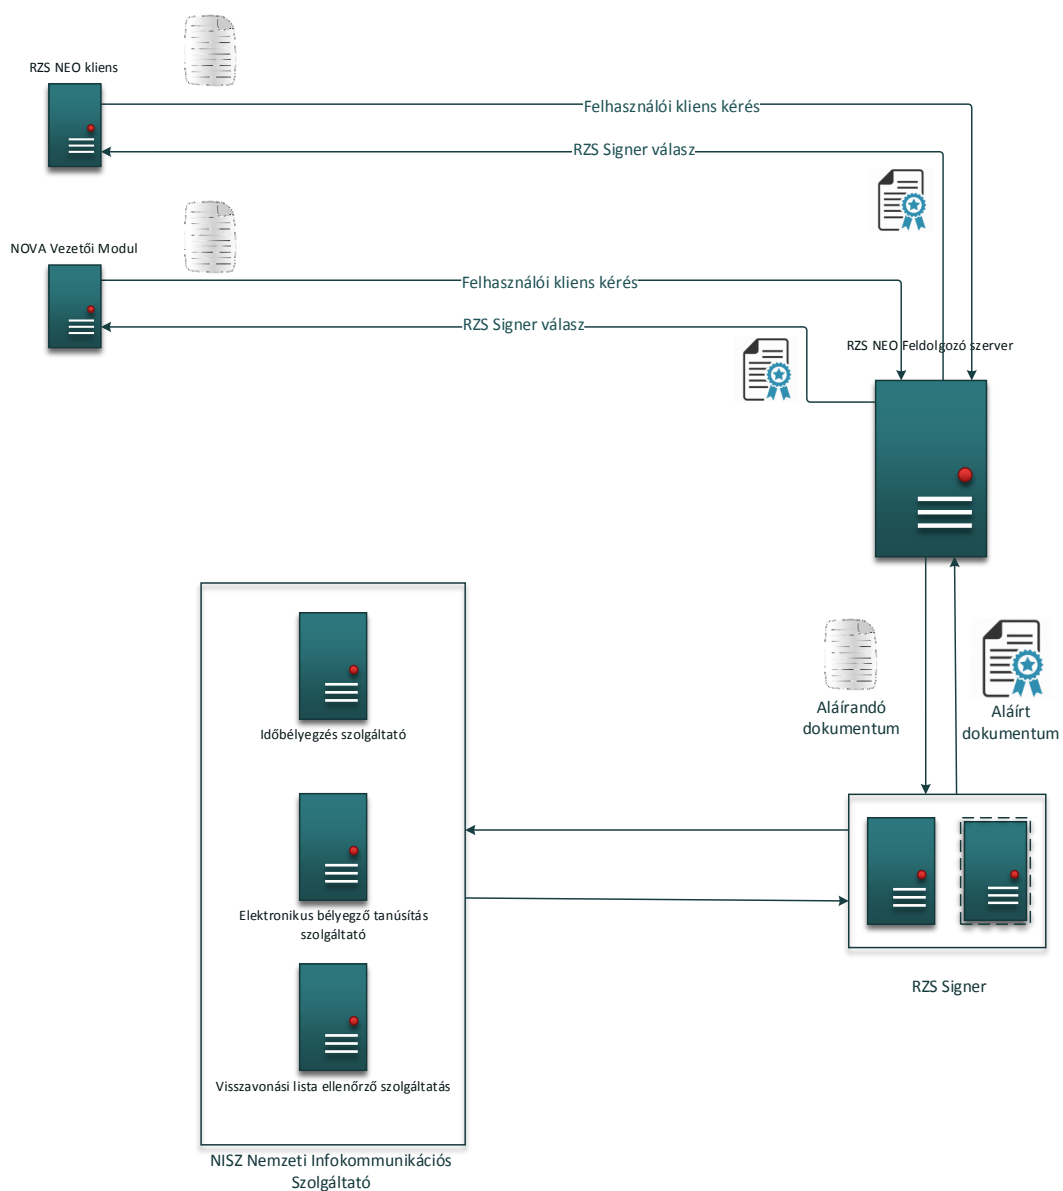 RZS NEO kliens
Felhasználói kliens kérés
RZS Signer válasz
NOVA Vezetői Modul
Felhasználói kliens kérés
RZS Signer válasz
RZS NEO Feldolgozó szerver
Aláírandó
dokumentum
Aláírt
dokumentum
Időbélyegzés szolgáltató
Elektronikus bélyegző tanúsítás
szolgáltató
Visszavonási lista ellenőrző szolgáltatás
RZS Signer
NISZ Nemzeti Infokommunikációs
Szolgáltató